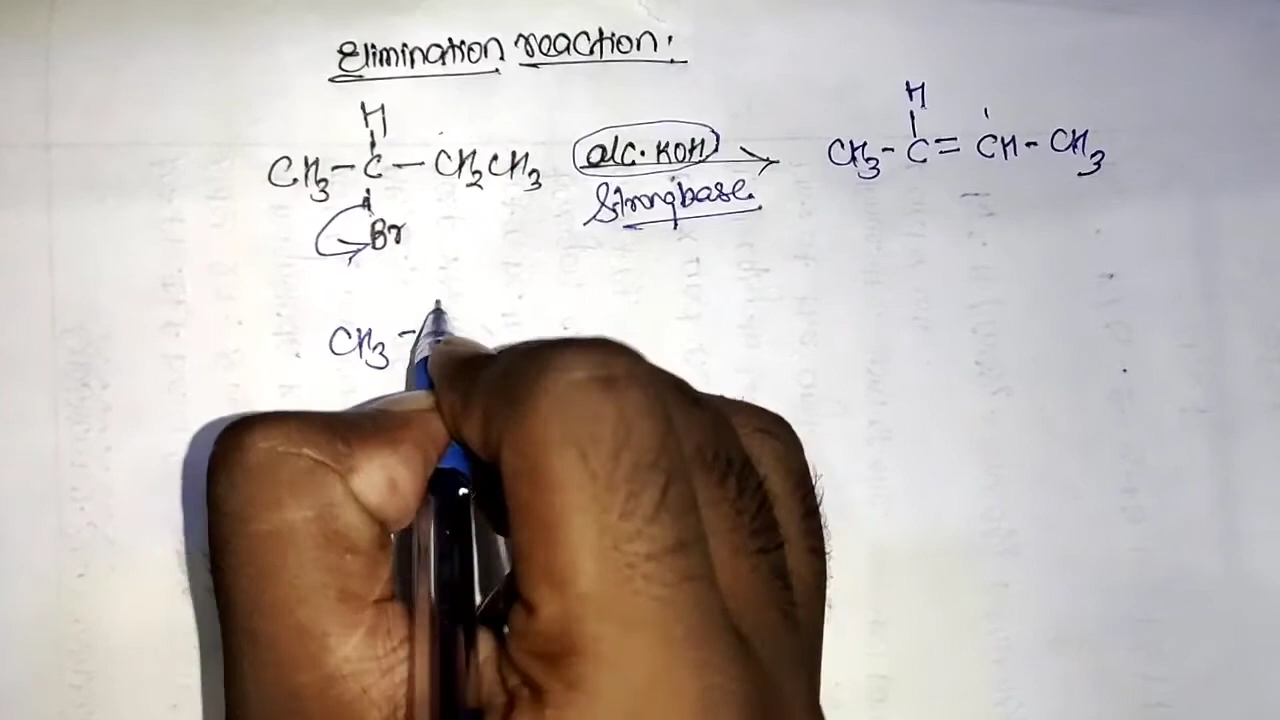 Elimination reaction.
H
CH3-C-CH2CH3
Br
alc. KOH
Strong base
H
CH3-C=CH-CH3
CH3-